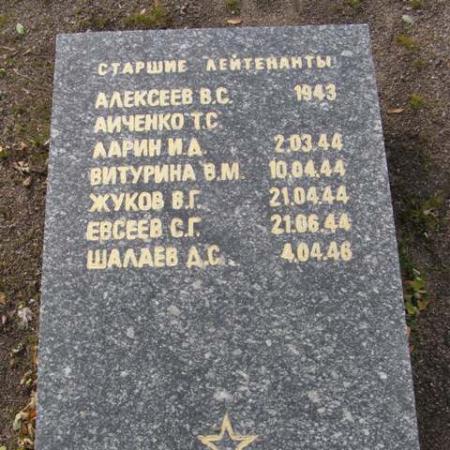 СТАРШИЕ ЛЕЙТЕНАНТЫ
АЛЕКСЕЕВ В.С. 1943
АИЧЕНКО Т.С
ЛАРИН И.Д. 2.03.44
ВИТУРИНА В.М. 10.04.44
ЖУКОВ В.Г. 21.04.44
ЕВСЕЕВ С.Г. 21.06.44
ШАЛАЕВ Д.С. 4.04.46